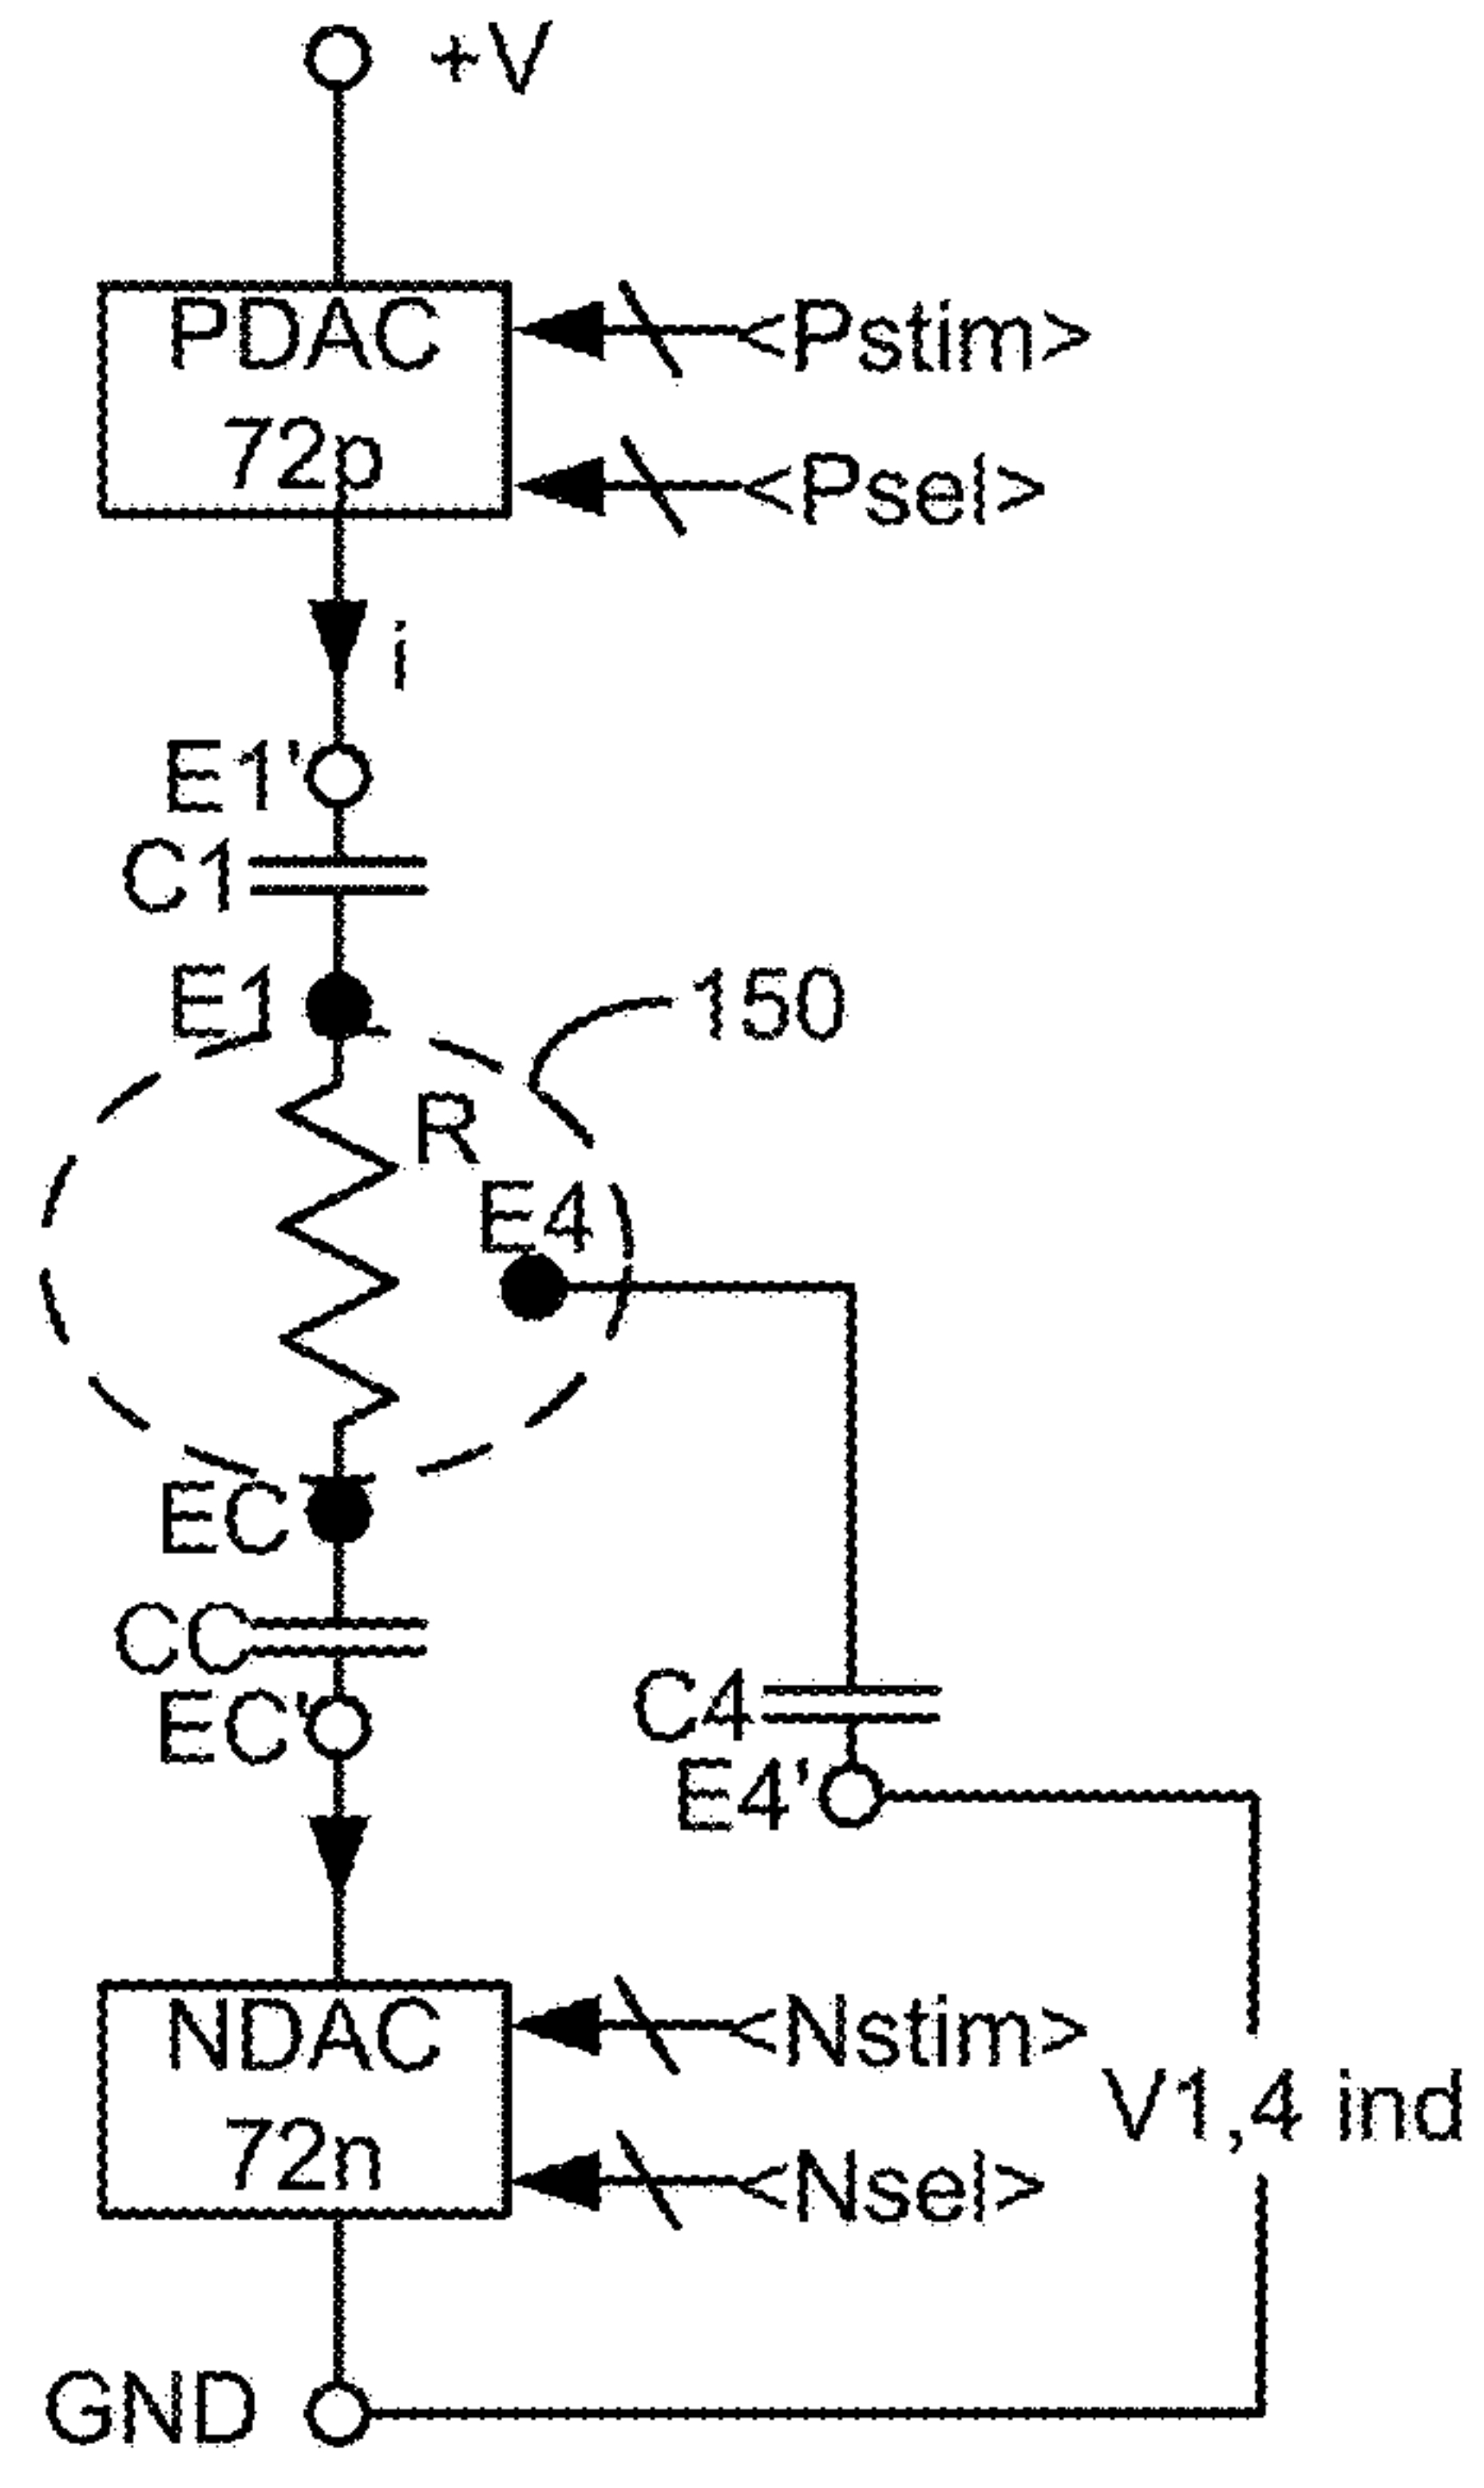 +V
PDAC
72p
<Pstim>
<Psel>
i
E1'
C1
E1
150
R
E4
EC
CC
EC'
C4
E4'
NDAC
72n
<Nstim>
<Nsel>
V1,4 ind
GND